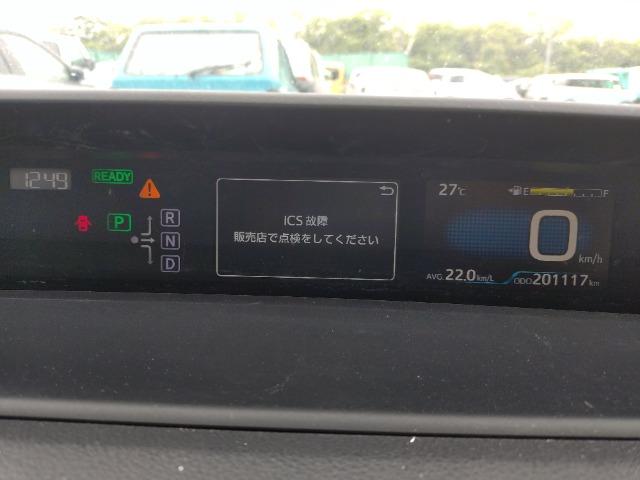 12:49
READY
P
R
N
D
ICS 故障
販売店で点検をしてください
27℃
E F
0
km/h
AVG. 22.0 km/L
ODO 201117 km